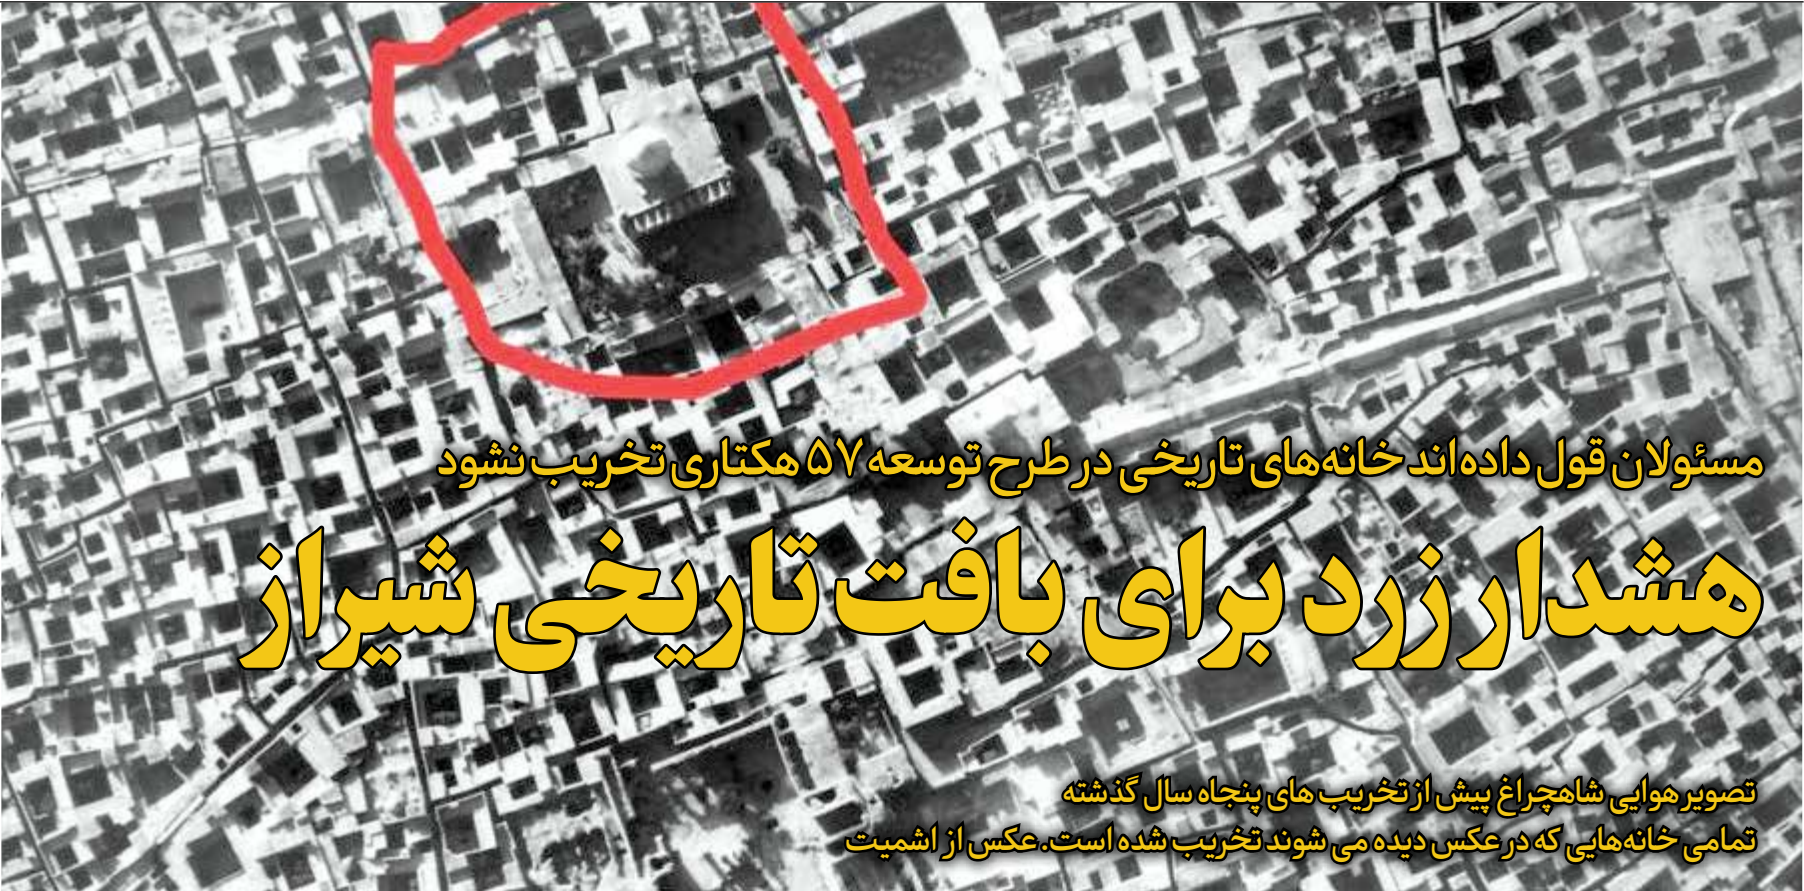 مسئولان قول داده‌اند خانه‌های تاریخی در طرح توسعه ۵۷ هکتاری تخریب نشود
هشدار زرد برای بافت تاریخی شیراز
تصویر هوایی شاهچراغ پیش از تخریب های پنجاه سال گذشته
تمامی خانه‌هایی که در عکس دیده می شوند تخریب شده است. عکس از اشمیت